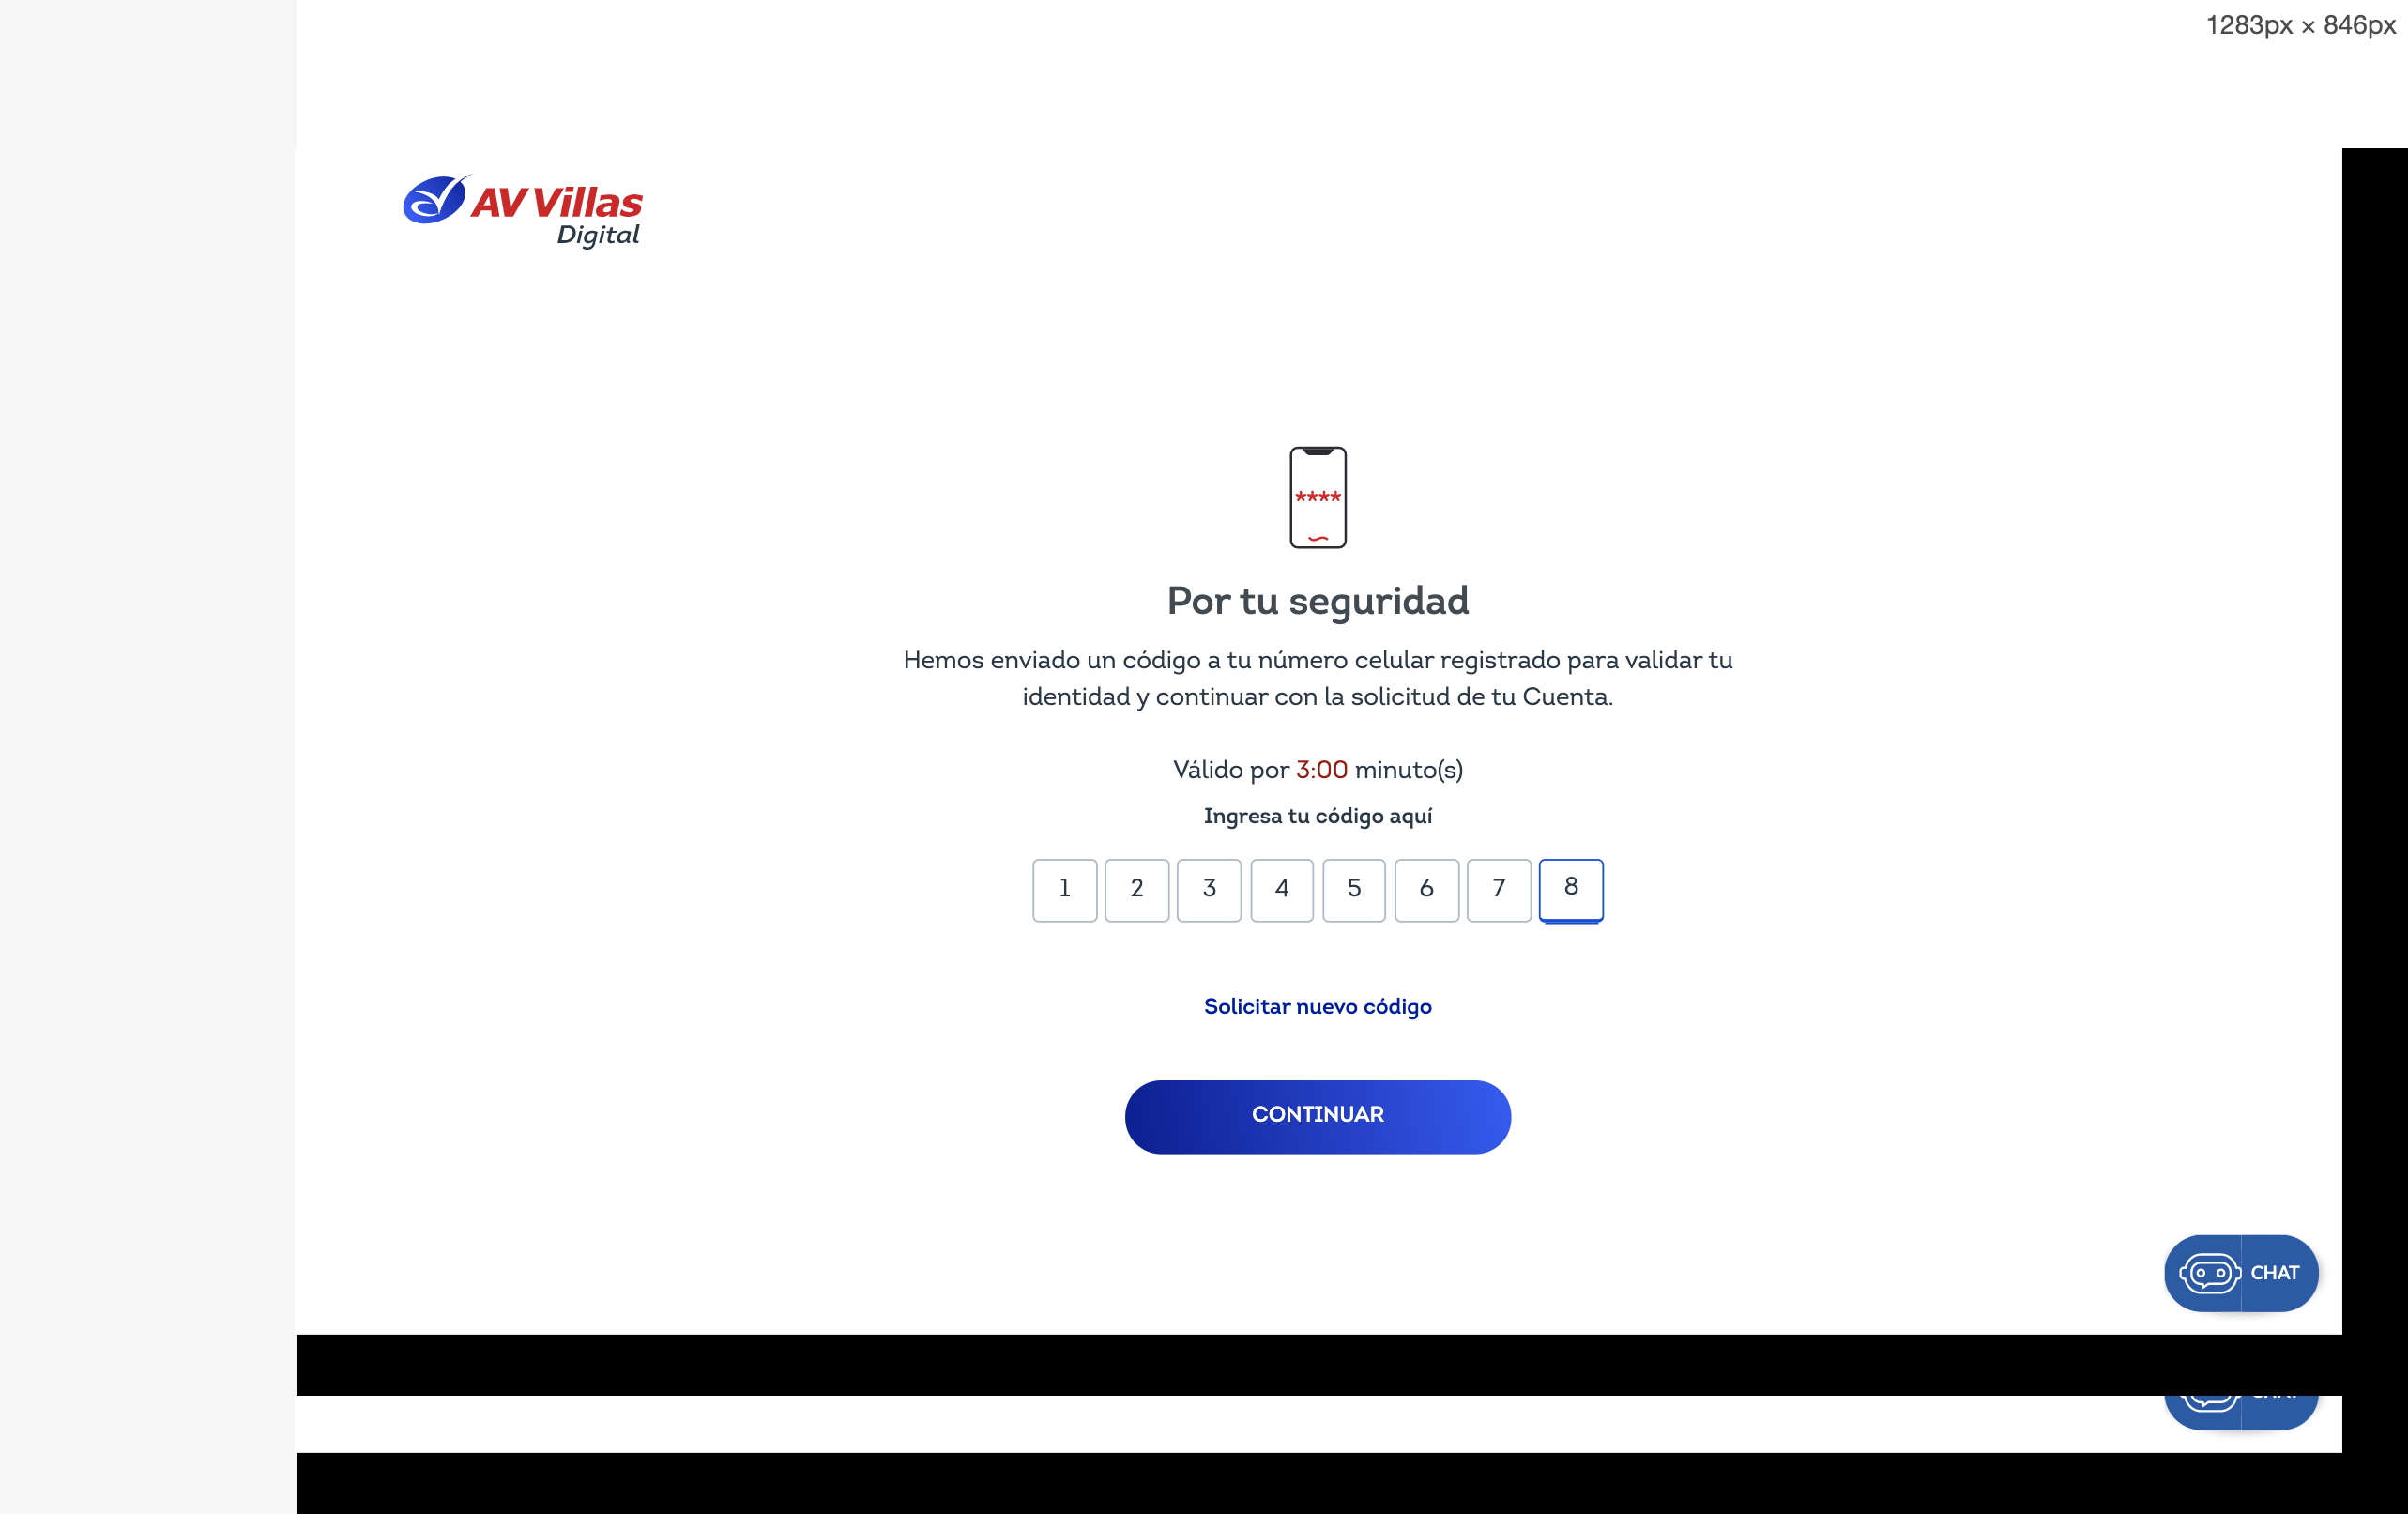 1283px × 846px
AV Villas
Digital
****
Por tu seguridad
Hemos enviado un código a tu número celular registrado para validar tu
identidad y continuar con la solicitud de tu Cuenta.
Válido por 3:00 minuto(s)
Ingresa tu código aquí
1 2 3 4 5 6 7 8
Solicitar nuevo código
CONTINUAR
CHAT